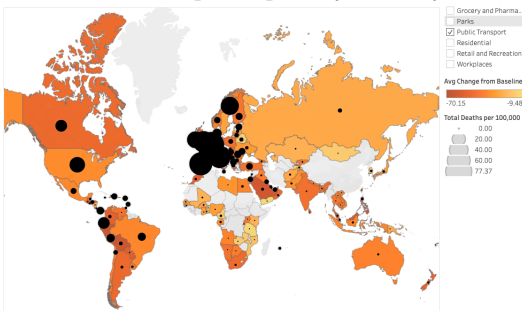 Grocery and Pharma..
Parks
Public Transport
Residential
Retail and Recreation
Workplaces
Avg Change from Baseline
-70.15 -9.48
Total Deaths per 100,000
0.00
20.00
40.00
60.00
77.37